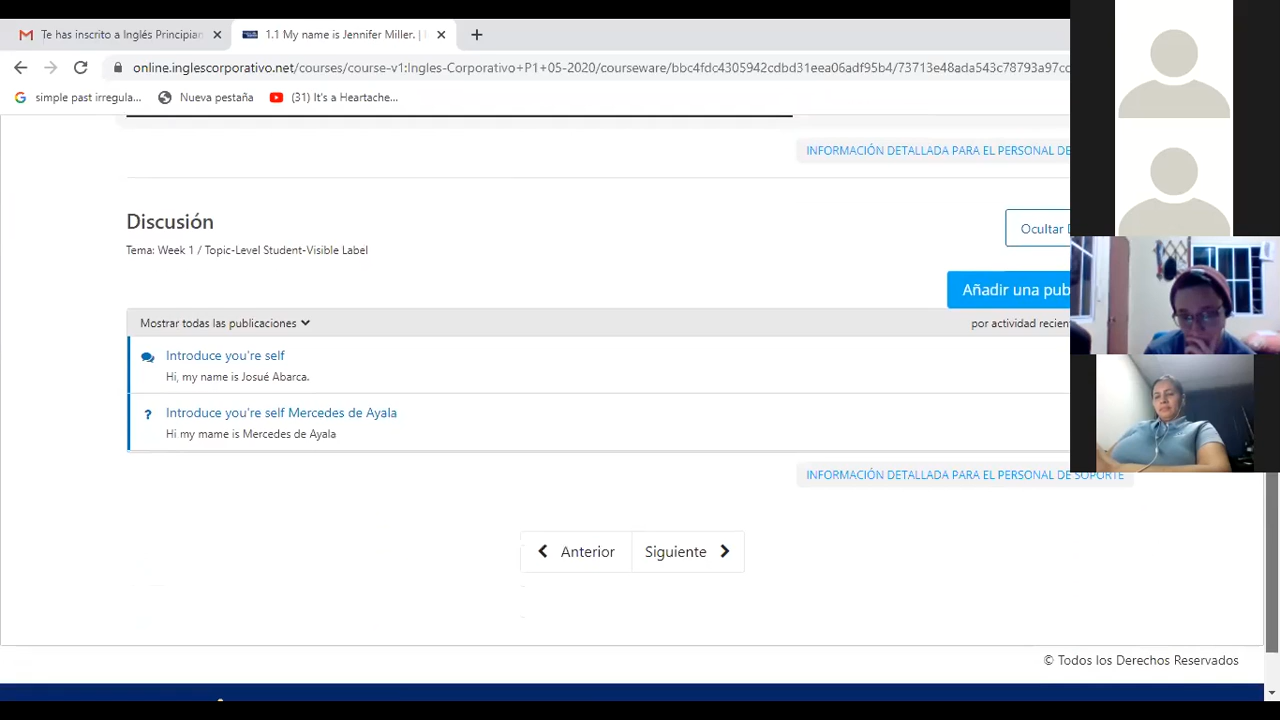 Te has inscrito a Inglés Principian
1.1 My name is Jennifer Miller. |
online.inglescorporativo.net/courses/course-v1:Ingles-Corporativo+P1+05-2020/courseware/bbc4fdc4305942cdbd31eea06adf95b4/73713e48ada543c78793a97cc
simple past irregula...
Nueva pestaña
(31) It's a Heartache...
INFORMACIÓN DETALLADA PARA EL PERSONAL DE
Discusión
Ocultar
Tema: Week 1 / Topic-Level Student-Visible Label
Añadir una pub
Mostrar todas las publicaciones
por actividad recien
Introduce you're self
Hi, my name is Josué Abarca.
? Introduce you're self Mercedes de Ayala
Hi my mame is Mercedes de Ayala
INFORMACIÓN DETALLADA PARA EL PERSONAL DE SOPORTE
Anterior
Siguiente
© Todos los Derechos Reservados